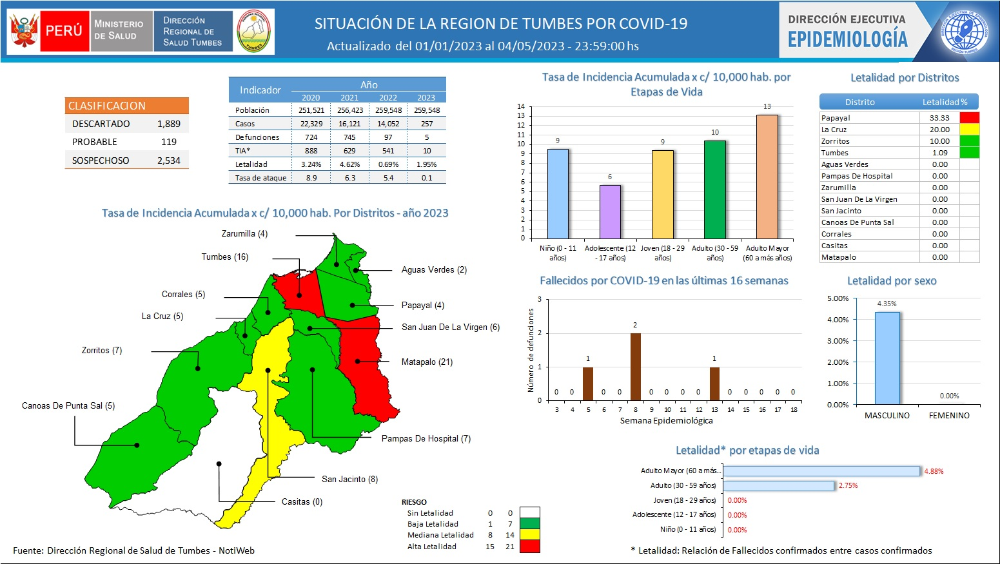 PERÚ
MINISTERIO
DE SALUD
DIRECCIÓN
REGIONAL DE
SALUD TUMBES
TUMBES
SITUACIÓN DE LA REGION DE TUMBES POR COVID-19
Actualizado del 01/01/2023 al 04/05/2023 - 23:59:00 hs
DIRECCIÓN EJECUTIVA
EPIDEMIOLOGÍA
CLASIFICACION
DESCARTADO 1,889
PROBABLE 119
SOSPECHOSO 2,534
Indicador Año
2020 2021 2022 2023
Población 251,521 256,423 259,548 259,548
Casos 22,329 16,121 14,052 257
Defunciones 724 745 97 5
TIA* 888 629 541 10
Letalidad 3.24% 4.62% 0.69% 1.95%
Tasa de ataque 8.9 6.3 5.4 0.1
Tasa de Incidencia Acumulada x c/ 10,000 hab. Por Distritos - año 2023
Zarumilla (4)
Tumbes (16)
Aguas Verdes (2)
Corrales (5)
Papayal (4)
La Cruz (5)
San Juan De La Virgen (6)
Zorritos (7)
Matapalo (21)
Canoas De Punta Sal (5)
Pampas De Hospital (7)
San Jacinto (8)
Casitas (0)
RIESGO
Sin Letalidad 0 0
Baja Letalidad 1 7
Mediana Letalidad 8 14
Alta Letalidad 15 21
Fuente: Dirección Regional de Salud de Tumbes - NotiWeb
Tasa de Incidencia Acumulada x c/ 10,000 hab. por
Etapas de Vida
14
13
12
11
10
9
8
7
6
5
4
3
2
1
0
9 6 9 10 13
Niño (0 - 11 Adolescente (12 Joven (18 - 29 Adulto (30 - 59 Adulto Mayor
años) - 17 años) años) años) (60 a más años)
Fallecidos por COVID-19 en las últimas 16 semanas
Número de defunciones
3
2
1
0
0 0 1 0 0 2 0 0 0 0 1 0 0 0 0 0
3 4 5 6 7 8 9 10 11 12 13 14 15 16 17 18
Semana Epidemiológica
Letalidad por Distritos
Distrito Letalidad %
Papayal 33.33
La Cruz 20.00
Zorritos 10.00
Tumbes 1.09
Aguas Verdes 0.00
Pampas De Hospital 0.00
Zarumilla 0.00
San Juan De La Virgen 0.00
San Jacinto 0.00
Canoas De Punta Sal 0.00
Corrales 0.00
Casitas 0.00
Matapalo 0.00
Letalidad por sexo
5.00%
4.00%
3.00%
2.00%
1.00%
0.00%
4.35% 0.00%
MASCULINO FEMENINO
Letalidad* por etapas de vida
Adulto Mayor (60 a más... 4.88%
Adulto (30 - 59 años) 2.75%
Joven (18 - 29 años) 0.00%
Adolescente (12 - 17 años) 0.00%
Niño (0 - 11 años) 0.00%
* Letalidad: Relación de Fallecidos confirmados entre casos confirmados